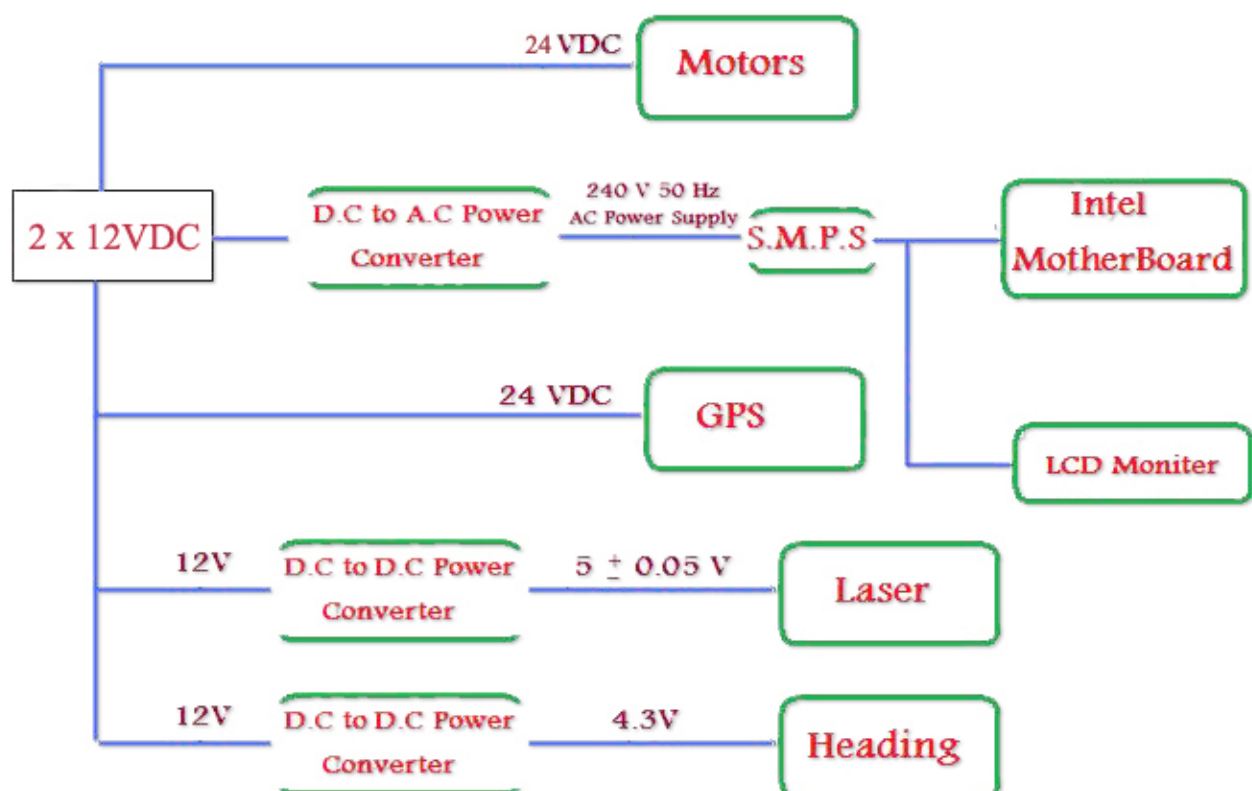 24 VDC
Motors
2 x 12VDC
D.C to A.C Power
Converter
240 V 50 Hz
AC Power Supply
S.M.P.S
Intel
MotherBoard
24 VDC
GPS
LCD Moniter
12V
D.C to D.C Power
Converter
5 ± 0.05 V
Laser
12V
D.C to D.C Power
Converter
4.3V
Heading